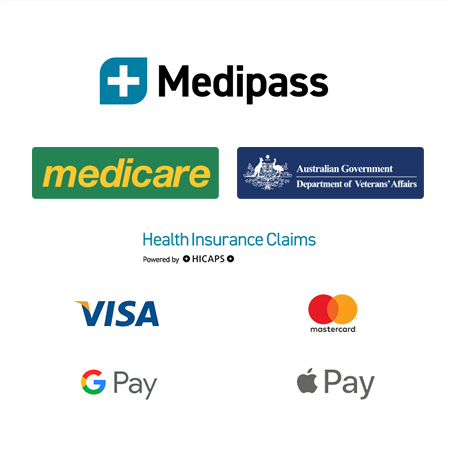 Medipass
medicare
Australian Government
Department of Veterans' Affairs
Health Insurance Claims
Powered by HICAPS
VISA
mastercard
G Pay
Pay